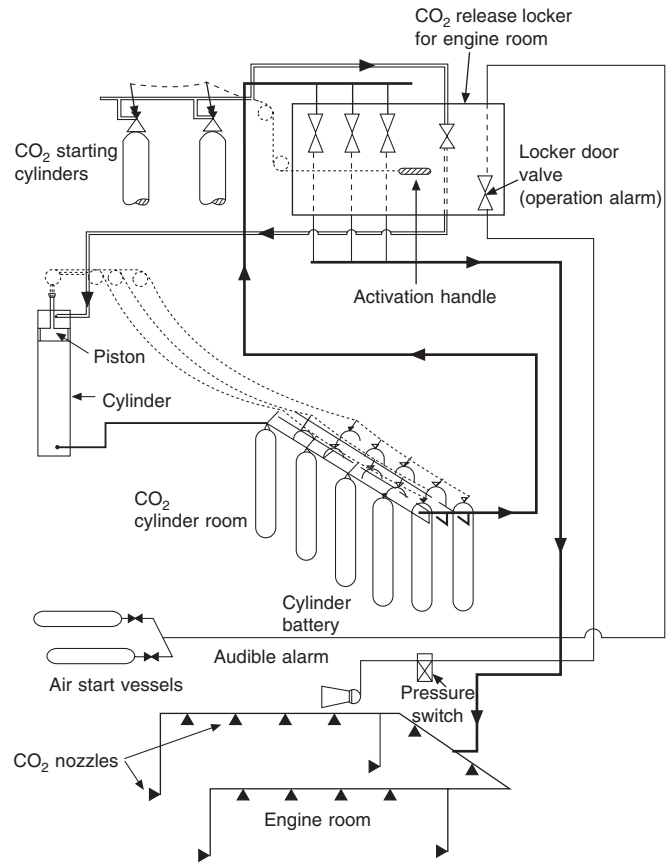 CO₂ release locker
for engine room
CO₂ starting
cylinders
Locker door
valve
(operation alarm)
Activation handle
Piston
Cylinder
CO₂
cylinder room
Cylinder
battery
Audible alarm
Air start vessels
Pressure
switch
CO₂ nozzles
Engine room